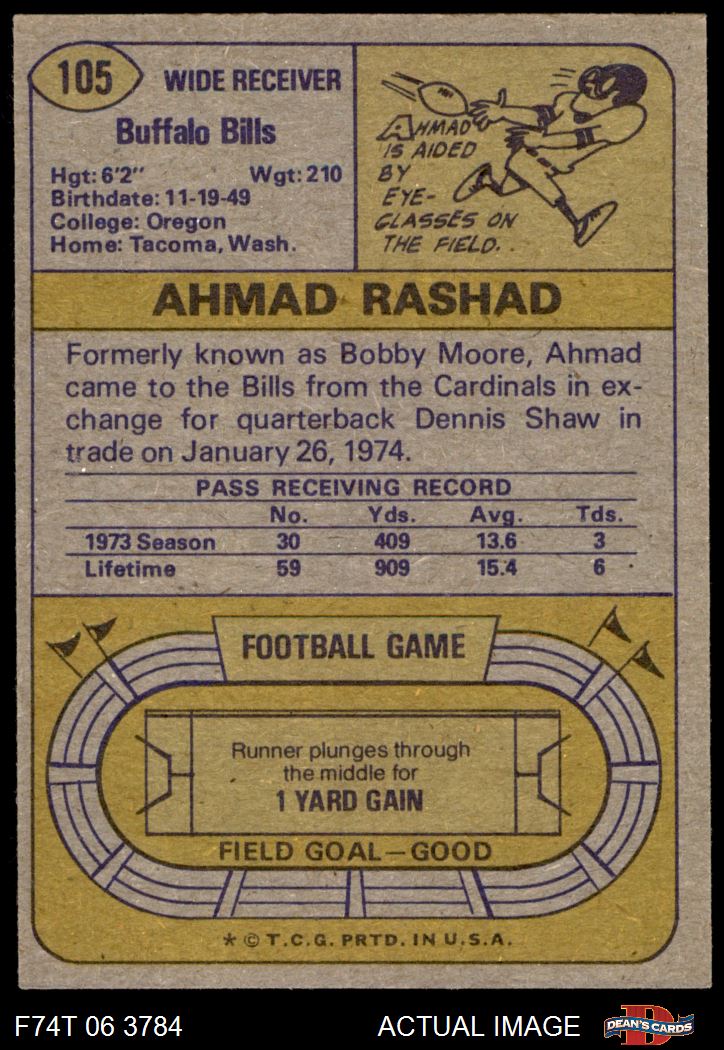 105
WIDE RECEIVER
Buffalo Bills
Hgt: 6'2" Wgt: 210
Birthdate: 11-19-49
College: Oregon
Home: Tacoma, Wash.
AHMAD
IS AIDED
BY
EYE-
GLASSES ON
THE FIELD. .
AHMAD RASHAD
Formerly known as Bobby Moore, Ahmad
came to the Bills from the Cardinals in ex-
change for quarterback Dennis Shaw in
trade on January 26, 1974.
PASS RECEIVING RECORD
No. Yds. Avg. Tds.
1973 Season 30 409 13.6 3
Lifetime 59 909 15.4 6
FOOTBALL GAME
Runner plunges through
the middle for
1 YARD GAIN
FIELD GOAL—GOOD
* © T.C.G. PRTD. IN U.S.A.
F74T 06 3784 ACTUAL IMAGE
D
DEAN'S CARDS